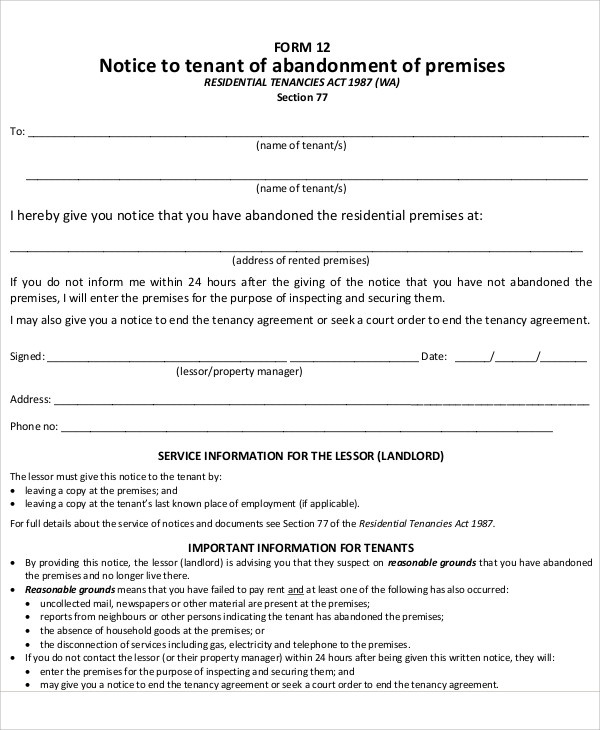 FORM 12
Notice to tenant of abandonment of premises
RESIDENTIAL TENANCIES ACT 1987 (WA)
Section 77
To:
(name of tenant/s)
(name of tenant/s)
I hereby give you notice that you have abandoned the residential premises at:
(address of rented premises)
If you do not inform me within 24 hours after the giving of the notice that you have not abandoned the
premises, I will enter the premises for the purpose of inspecting and securing them.
I may also give you a notice to end the tenancy agreement or seek a court order to end the tenancy agreement.
Signed: Date: / /
(lessor/property manager)
Address:
Phone no:
SERVICE INFORMATION FOR THE LESSOR (LANDLORD)
The lessor must give this notice to the tenant by:
• leaving a copy at the premises; and
• leaving a copy at the tenant's last known place of employment (if applicable).
For full details about the service of notices and documents see Section 77 of the Residential Tenancies Act 1987.
IMPORTANT INFORMATION FOR TENANTS
• By providing this notice, the lessor (landlord) is advising you that they suspect on reasonable grounds that you have abandoned
the premises and no longer live there.
• Reasonable grounds means that you have failed to pay rent and at least one of the following has also occurred:
• uncollected mail, newspapers or other material are present at the premises;
• reports from neighbours or other persons indicating the tenant has abandoned the premises;
• the absence of household goods at the premises; or
• the disconnection of services including gas, electricity and telephone to the premises.
• If you do not contact the lessor (or their property manager) within 24 hours after being given this written notice, they will:
• enter the premises for the purpose of inspecting and securing them; and
• may give you a notice to end the tenancy agreement or seek a court order to end the tenancy agreement.